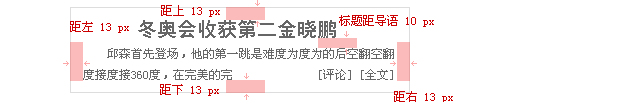 距上 13 px
距左 13 px
冬奥会收获第二金晓鹏
标题距导语 10 px
邱森首先登场，他的第一跳是难度为度为的后空翻空翻
度接度接360度，在完美的完 [评论] [全文]
距下 13 px
距右 13 px